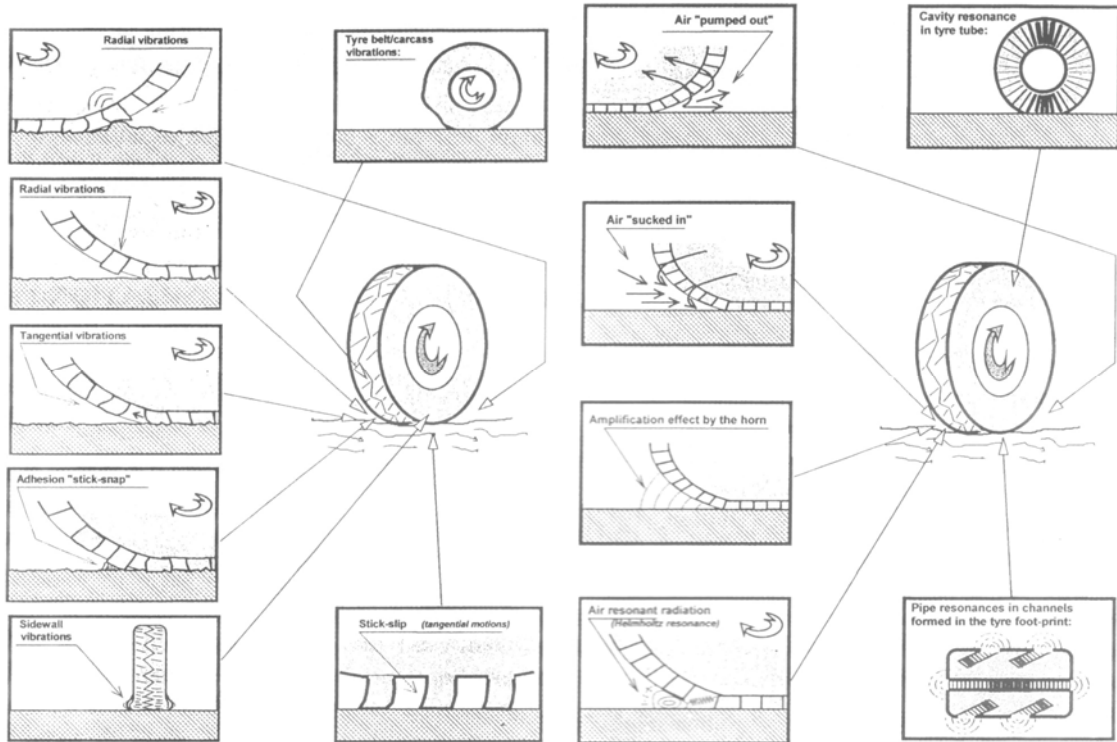 Radial vibrations
Tyre belt/carcass
vibrations:
Air "pumped out"
Cavity resonance
in tyre tube:
Radial vibrations
Air "sucked in"
Tangential vibrations
Amplification effect by the horn
Adhesion "stick-snap"
Sidewall
vibrations
Stick-slip (tangential motions)
Air resonant radiation
(Helmholtz resonance)
Pipe resonances in channels
formed in the tyre foot-print: